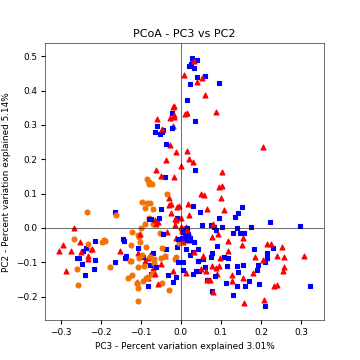 PCoA - PC3 vs PC2
PC2 - Percent variation explained 5.14%
0.5
0.4
0.3
0.2
0.1
0.0
−0.1
−0.2
−0.3 −0.2 −0.1 0.0 0.1 0.2 0.3
PC3 - Percent variation explained 3.01%